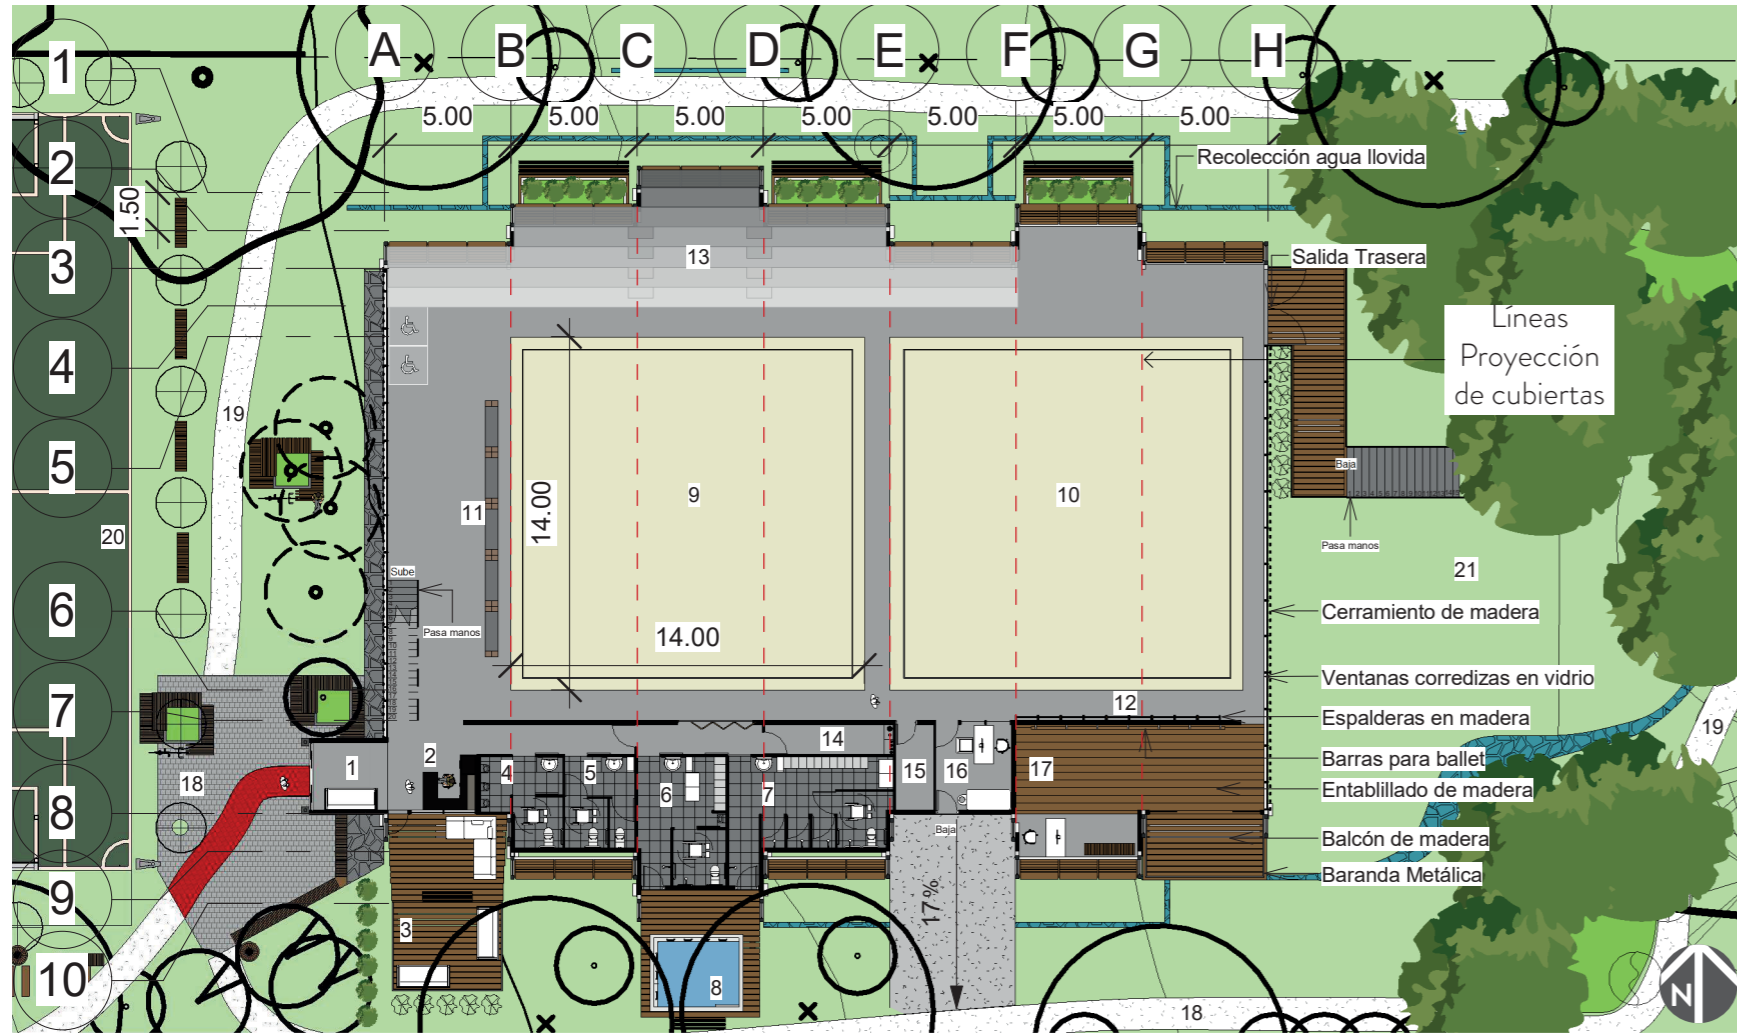 A B C D E F G H
1
5.00 5.00 5.00 5.00 5.00 5.00 5.00
2
Recolección agua llovida
1.50
3
13
Salida Trasera
4
Líneas
Proyección
de cubiertas
19
5
9
10
11
14.00
Baja
20
Pasa manos
21
Sube
6
Cerramiento de madera
Pasa manos
14.00
Ventanas corredizas en vidrio
7
12
Espalderas en madera
19
14
Barras para ballet
18
1
2
4
5
6
7
15
16
17
Entablillado de madera
8
Baja
Balcón de madera
Baranda Metálica
9
17%
3
10
8
18
N